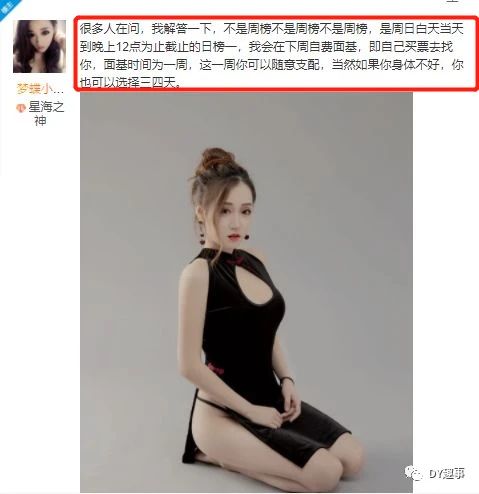 楼主
很多人在问，我解答一下，不是周榜不是周榜不是周榜，是周日白天当天
到晚上12点为止截止的日榜一，我会在下周自费面基，即自己买票去找
你，面基时间为一周，这一周你可以随意支配，当然如果你身体不好，你
也可以选择三四天。
梦蝶小...
星海之
神
DY趣事